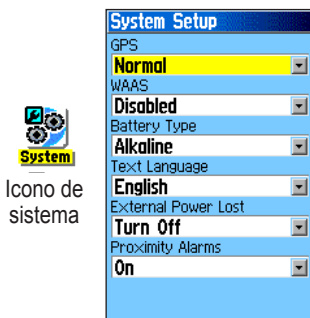 System Setup
GPS
Normal
WAAS
Disabled
Battery Type
Alkaline
Text Language
English
External Power Lost
Turn Off
Proximity Alarms
On
System
Icono de
sistema